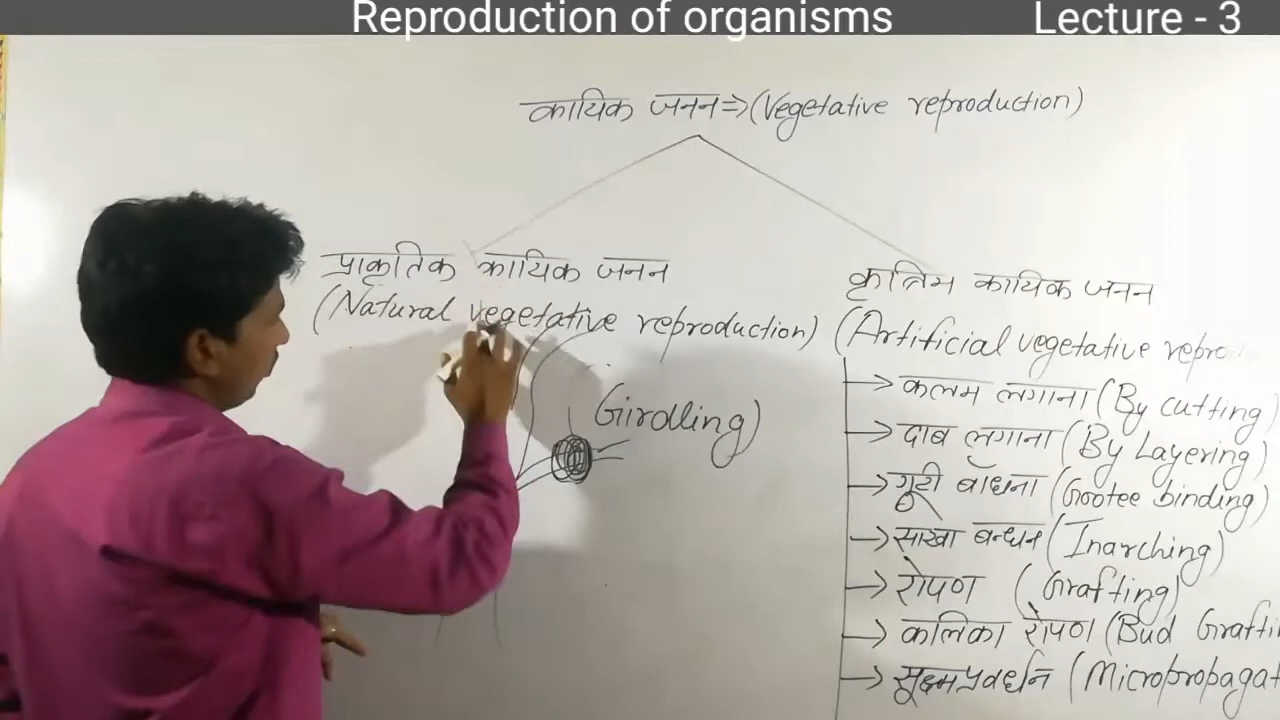 Reproduction of organisms Lecture - 3
कायिक जनन⇒(Vegetative reproduction)
प्राकृतिक कायिक जनन
(Natural vegetative reproduction)
Girdling)
कृत्रिम कायिक जनन
(Artificial vegetative repro
→ कलम लगाना (By cutting)
→ दाब लगाना (By Layering)
→ गूटी बाँधना (Gootee binding)
→ साखा बन्धन (Inarching)
→ रोपण (Grafting)
→ कलिका रोपण (Bud Grafti
→ सूक्ष्मप्रवर्धन (Micropropagat